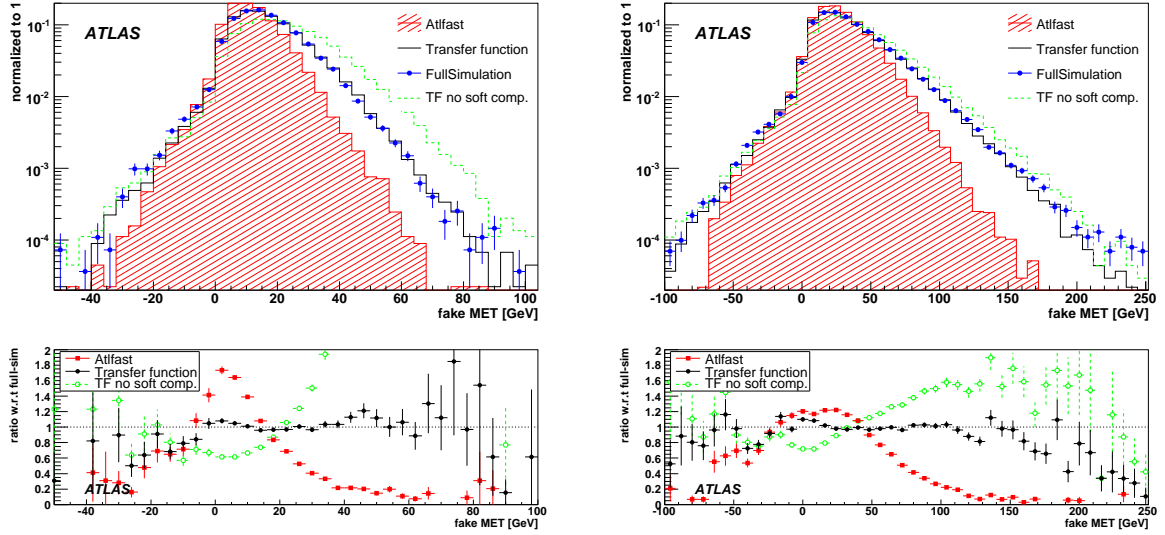 normalized to 1
10⁻¹
10⁻²
10⁻³
10⁻⁴
ATLAS
Atlfast
Transfer function
FullSimulation
TF no soft comp.
-40 -20 0 20 40 60 80 100
fake MET [GeV]
normalized to 1
10⁻¹
10⁻²
10⁻³
10⁻⁴
ATLAS
Atlfast
Transfer function
FullSimulation
TF no soft comp.
-100 -50 0 50 100 150 200 250
fake MET [GeV]
ratio w.r.t full-sim
2
1.8
1.6
1.4
1.2
1
0.8
0.6
0.4
0.2
0
Atlfast
Transfer function
TF no soft comp.
ATLAS
-40 -20 0 20 40 60 80 100
fake MET [GeV]
ratio w.r.t full-sim
2
1.8
1.6
1.4
1.2
1
0.8
0.6
0.4
0.2
0
Atlfast
Transfer function
TF no soft comp.
ATLAS
-100 -50 0 50 100 150 200 250
fake MET [GeV]